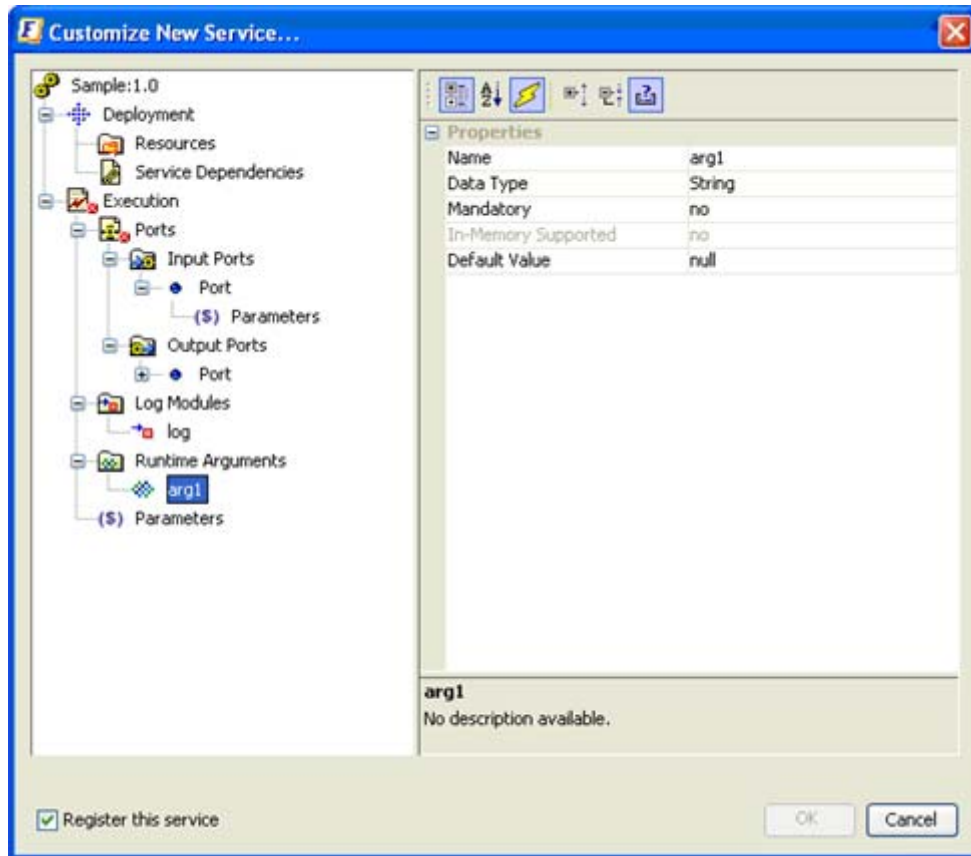 Customize New Service...
Sample:1.0
Deployment
Resources
Service Dependencies
Execution
Ports
Input Ports
Port
($) Parameters
Output Ports
Port
Log Modules
log
Runtime Arguments
arg1
($) Parameters
Properties
Name arg1
Data Type String
Mandatory no
In-Memory Supported no
Default Value null
arg1
No description available.
Register this service
OK Cancel